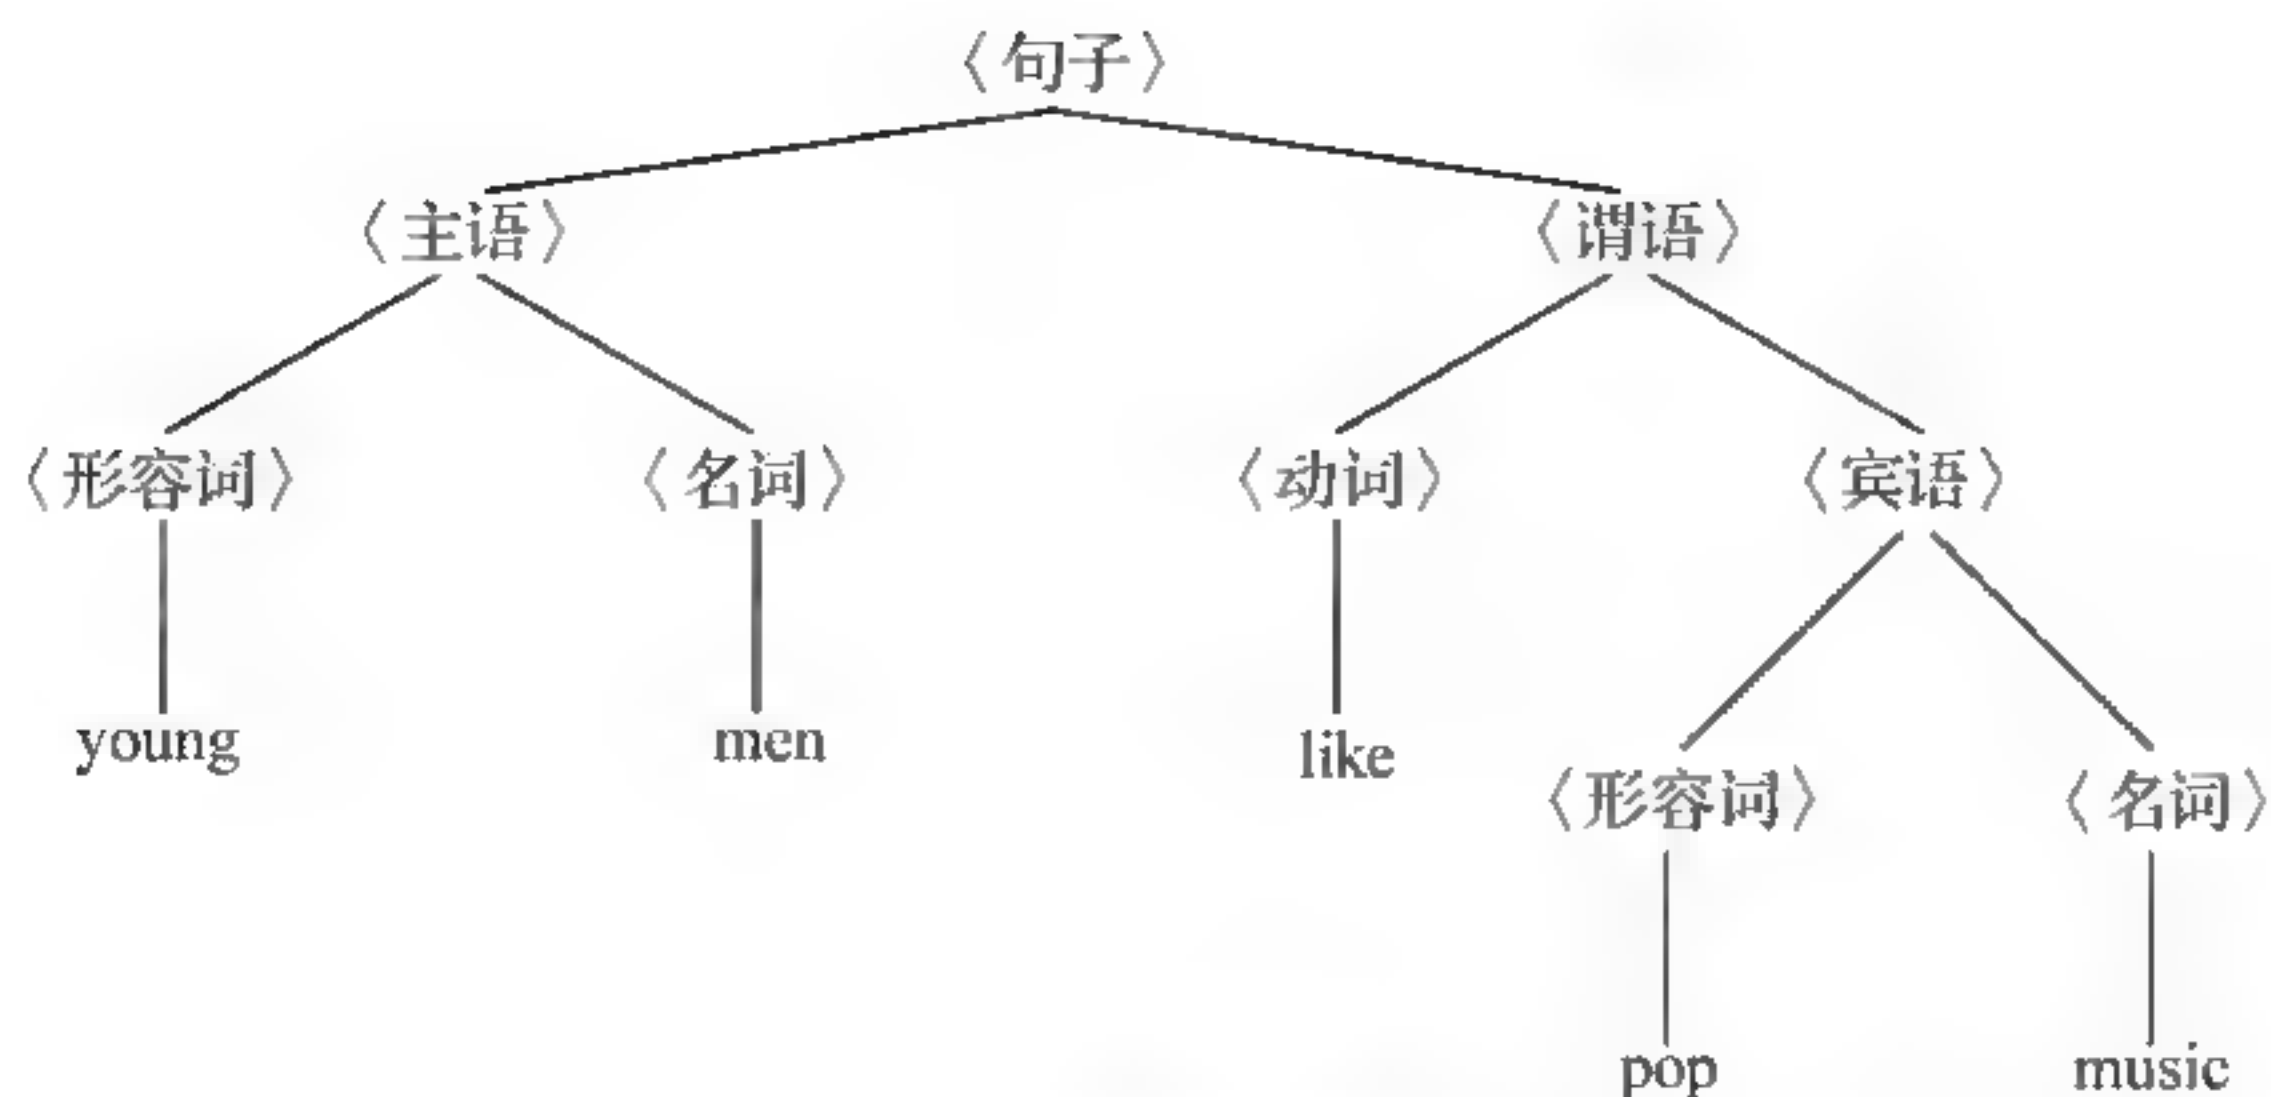 〈句子〉
〈主语〉 〈谓语〉
〈形容词〉 〈名词〉 〈动词〉 〈宾语〉
young men like
〈形容词〉 〈名词〉
pop music